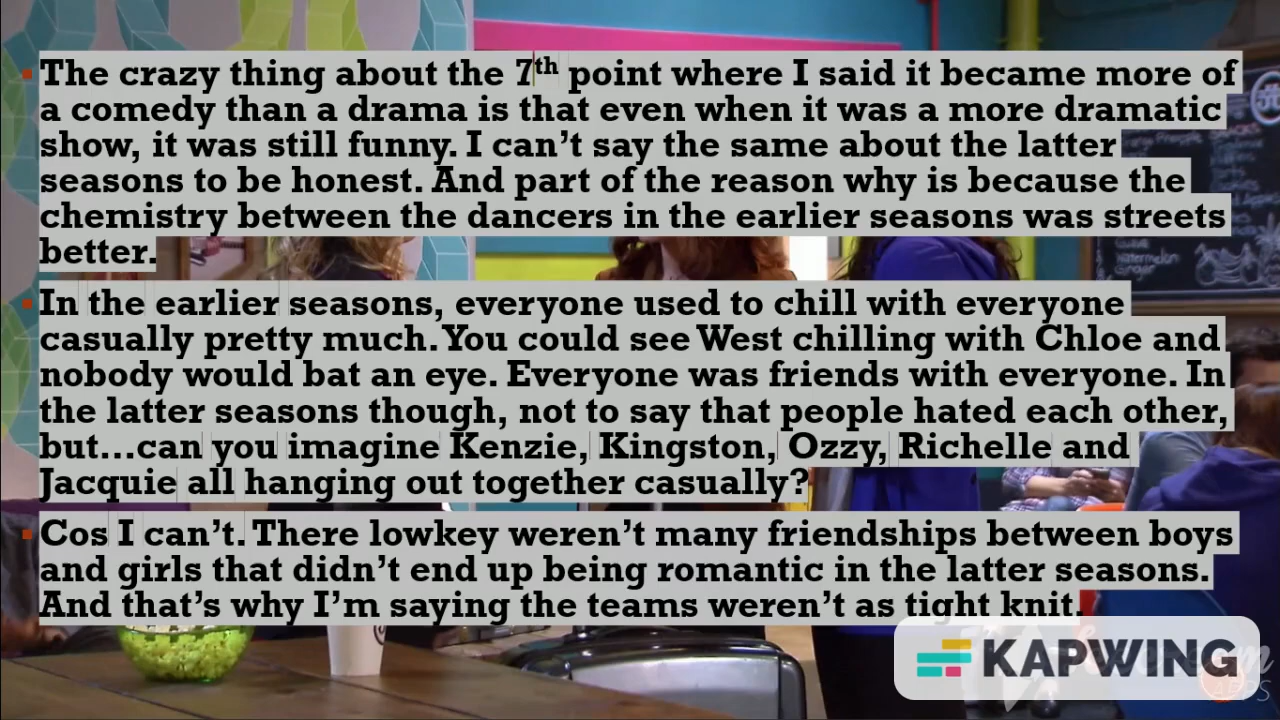 The crazy thing about the 7th point where I said it became more of
a comedy than a drama is that even when it was a more dramatic
show, it was still funny. I can’t say the same about the latter
seasons to be honest. And part of the reason why is because the
chemistry between the dancers in the earlier seasons was streets
better.
In the earlier seasons, everyone used to chill with everyone
casually pretty much. You could see West chilling with Chloe and
nobody would bat an eye. Everyone was friends with everyone. In
the latter seasons though, not to say that people hated each other,
but…can you imagine Kenzie, Kingston, Ozzy, Richelle and
Jacquie all hanging out together casually?
Cos I can’t. There lowkey weren’t many friendships between boys
and girls that didn’t end up being romantic in the latter seasons.
And that’s why I’m saying the teams weren’t as tight knit.
Watermelon
Ginger
KAPWING
APPS